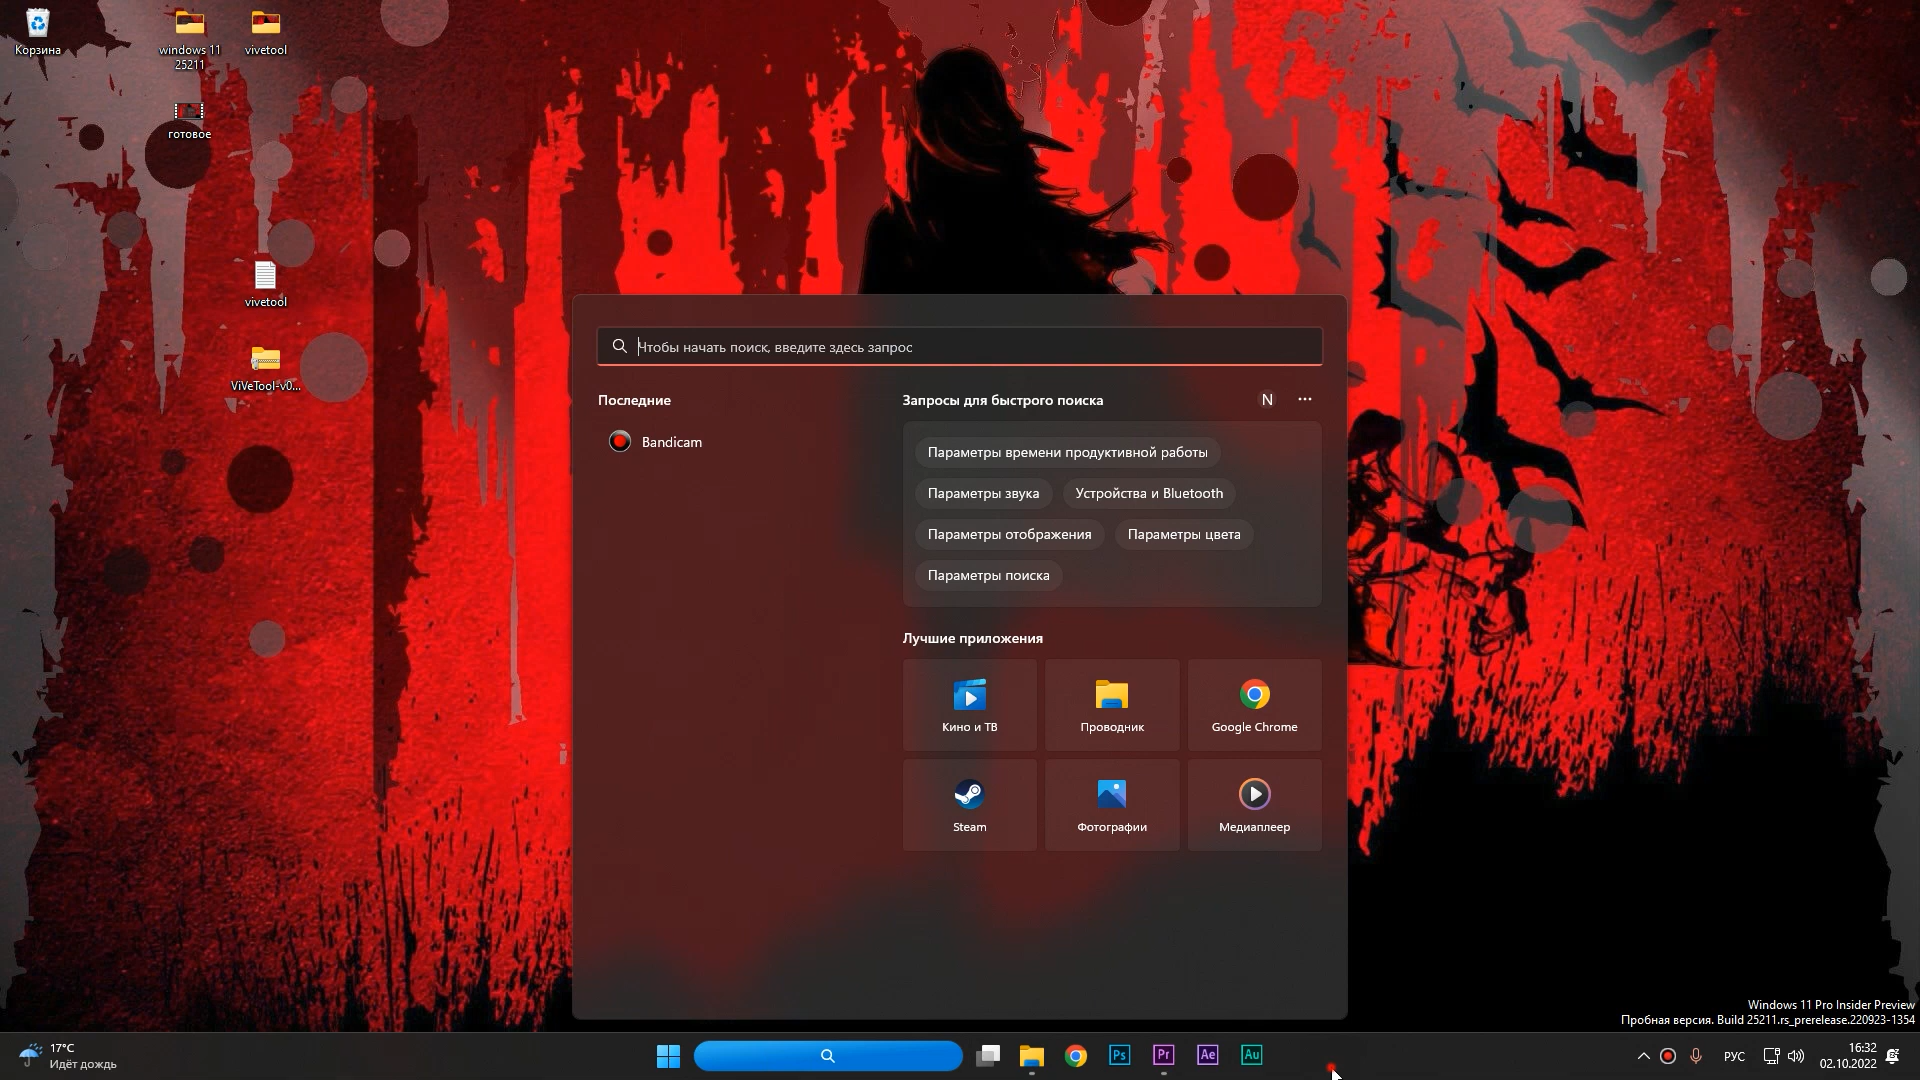 Корзина
windows 11
25211
vivetool
готовое
vivetool
ViVeTool-v0...
Чтобы начать поиск, введите здесь запрос
Последние
Bandicam
Запросы для быстрого поиска
N
Параметры времени продуктивной работы
Параметры звука
Устройства и Bluetooth
Параметры отображения
Параметры цвета
Параметры поиска
Лучшие приложения
Кино и ТВ
Проводник
Google Chrome
Steam
Фотографии
Медиаплеер
Windows 11 Pro Insider Preview
Пробная версия. Build 25211.rs_prerelease.220923-1354
17°C
Идёт дождь
Ps
Pr
Ae
Au
РУС
16:32
02.10.2022